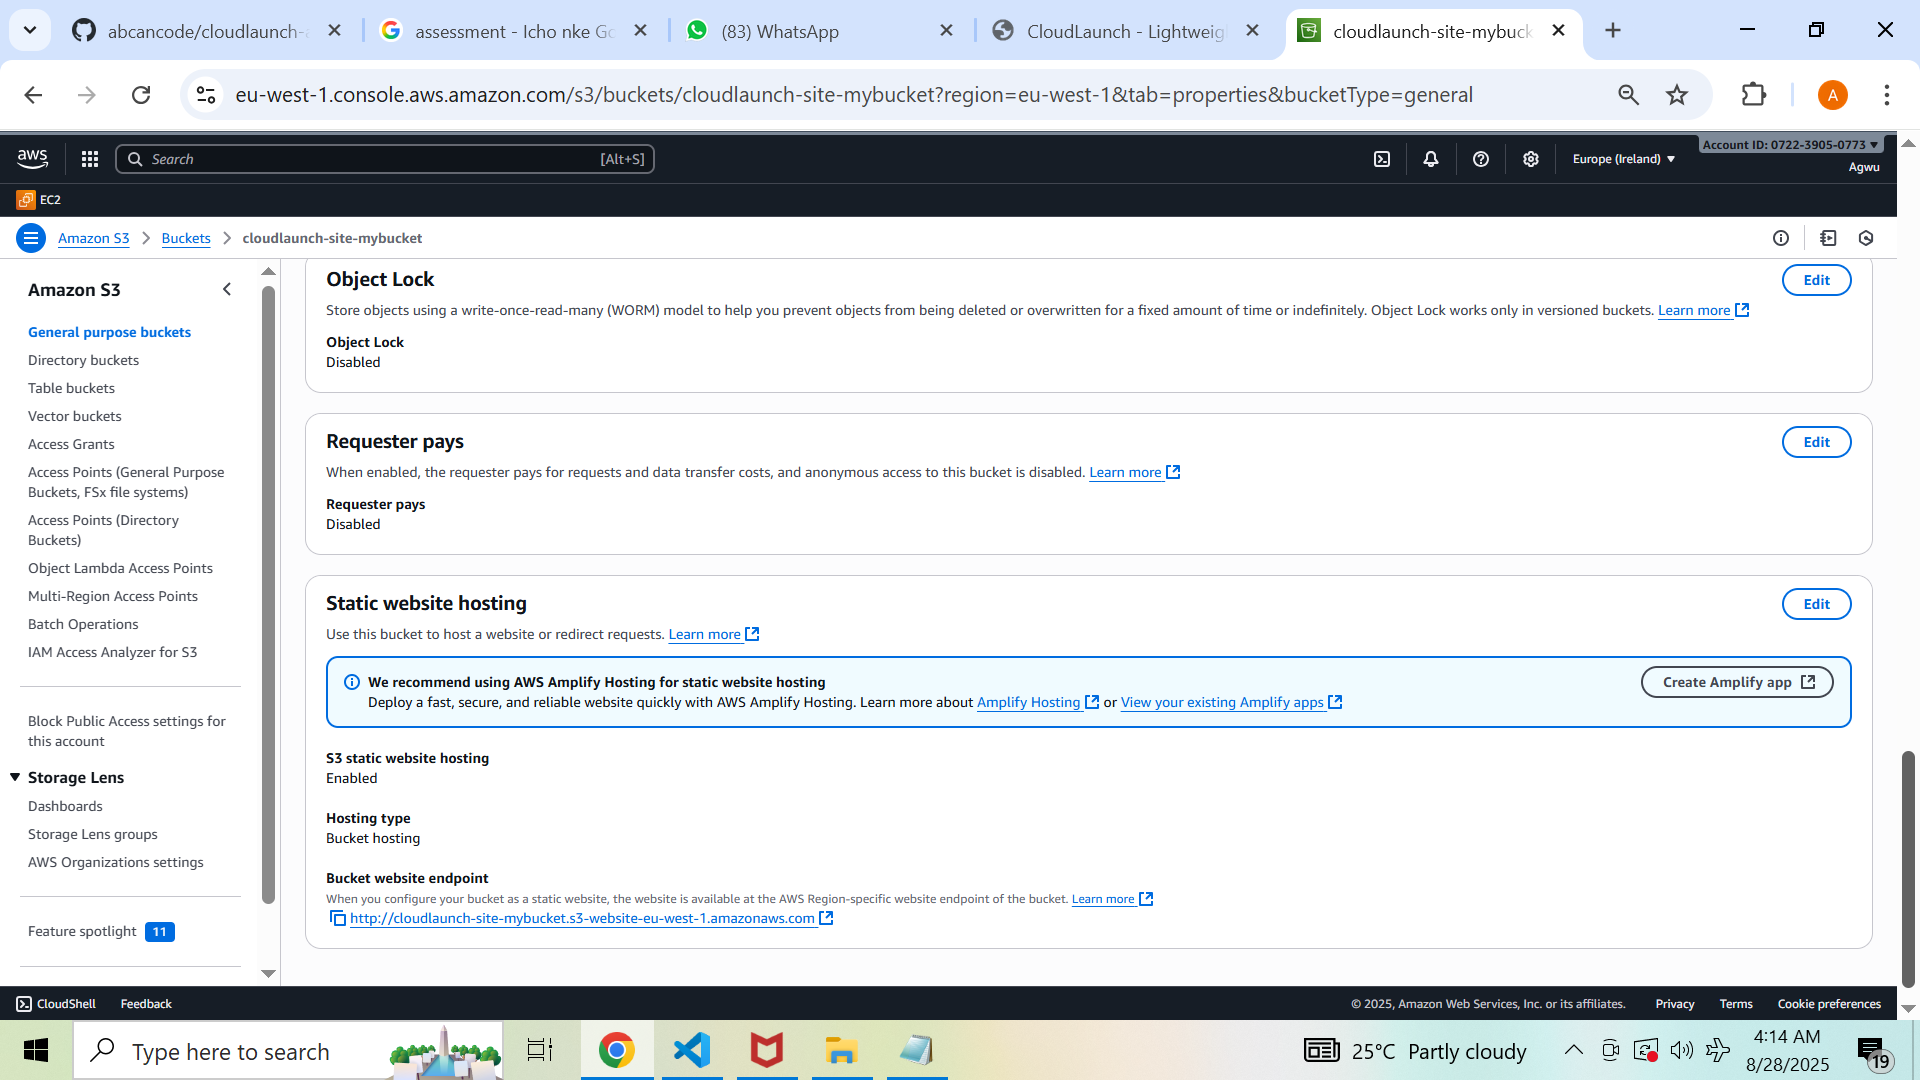 abcancode/cloudlaunch-a
assessment - Icho nke Go
(83) WhatsApp
CloudLaunch - Lightweig
cloudlaunch-site-mybuck
eu-west-1.console.aws.amazon.com/s3/buckets/cloudlaunch-site-mybucket?region=eu-west-1&tab=properties&bucketType=general
A
aws
Search
[Alt+S]
Europe (Ireland) ▼
Account ID: 0722-3905-0773 ▼
Agwu
EC2
Amazon S3 > Buckets > cloudlaunch-site-mybucket
Amazon S3
General purpose buckets
Directory buckets
Table buckets
Vector buckets
Access Grants
Access Points (General Purpose
Buckets, FSx file systems)
Access Points (Directory
Buckets)
Object Lambda Access Points
Multi-Region Access Points
Batch Operations
IAM Access Analyzer for S3
Block Public Access settings for
this account
▼ Storage Lens
Dashboards
Storage Lens groups
AWS Organizations settings
Feature spotlight 11
Object Lock
Edit
Store objects using a write-once-read-many (WORM) model to help you prevent objects from being deleted or overwritten for a fixed amount of time or indefinitely. Object Lock works only in versioned buckets. Learn more
Object Lock
Disabled
Requester pays
Edit
When enabled, the requester pays for requests and data transfer costs, and anonymous access to this bucket is disabled. Learn more
Requester pays
Disabled
Static website hosting
Edit
Use this bucket to host a website or redirect requests. Learn more
We recommend using AWS Amplify Hosting for static website hosting
Deploy a fast, secure, and reliable website quickly with AWS Amplify Hosting. Learn more about Amplify Hosting or View your existing Amplify apps
Create Amplify app
S3 static website hosting
Enabled
Hosting type
Bucket hosting
Bucket website endpoint
When you configure your bucket as a static website, the website is available at the AWS Region-specific website endpoint of the bucket. Learn more
http://cloudlaunch-site-mybucket.s3-website-eu-west-1.amazonaws.com
CloudShell
Feedback
© 2025, Amazon Web Services, Inc. or its affiliates.
Privacy
Terms
Cookie preferences
Type here to search
25°C Partly cloudy
4:14 AM
8/28/2025
19